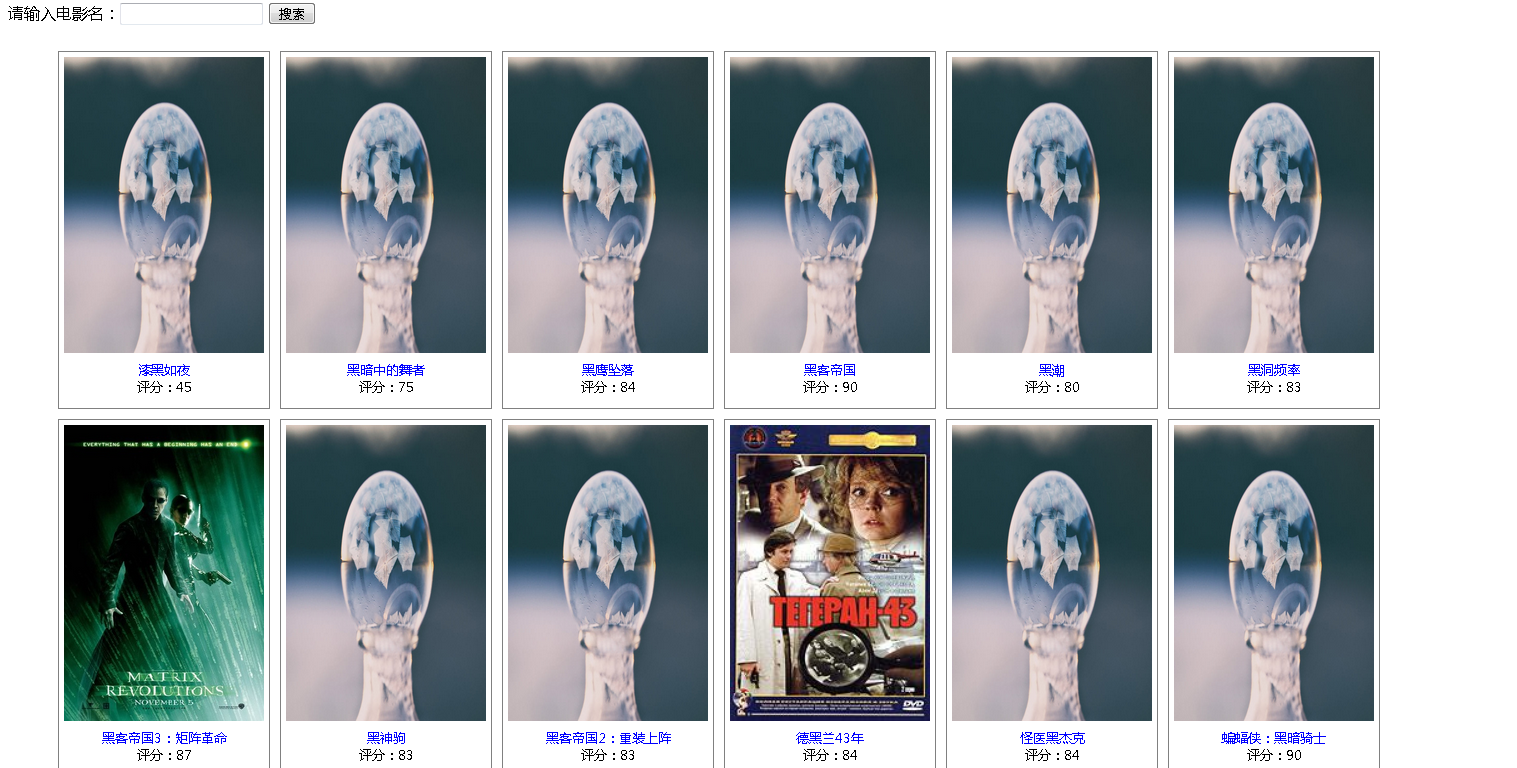 请输入电影名： 搜索
漆黑如夜
评分：45
黑暗中的舞者
评分：75
黑鹰坠落
评分：84
黑客帝国
评分：90
黑潮
评分：80
黑洞频率
评分：83
EVERYTHING THAT HAS A BEGINNING HAS AN END
MATRIX
REVOLUTIONS
NOVEMBER 5
黑客帝国3：矩阵革命
评分：87
黑神驹
评分：83
黑客帝国2：重装上阵
评分：83
ТЕГЕРАН-43
DVD
德黑兰43年
评分：84
怪医黑杰克
评分：84
蝙蝠侠：黑暗骑士
评分：90